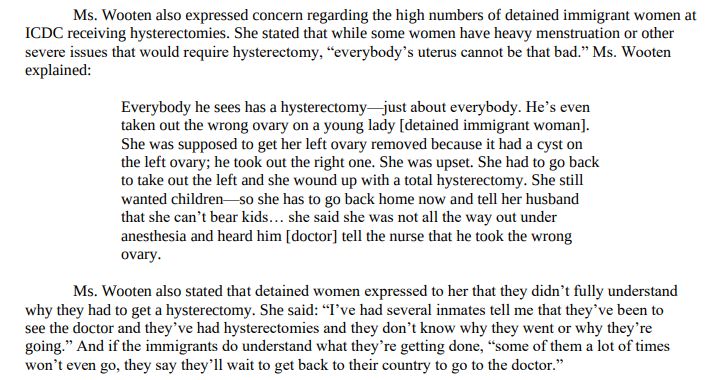 Ms. Wooten also expressed concern regarding the high numbers of detained immigrant women at
ICDC receiving hysterectomies. She stated that while some women have heavy menstruation or other
severe issues that would require hysterectomy, “everybody’s uterus cannot be that bad.” Ms. Wooten
explained:
Everybody he sees has a hysterectomy—just about everybody. He’s even
taken out the wrong ovary on a young lady [detained immigrant woman].
She was supposed to get her left ovary removed because it had a cyst on
the left ovary; he took out the right one. She was upset. She had to go back
to take out the left and she wound up with a total hysterectomy. She still
wanted children—so she has to go back home now and tell her husband
that she can’t bear kids… she said she was not all the way out under
anesthesia and heard him [doctor] tell the nurse that he took the wrong
ovary.
Ms. Wooten also stated that detained women expressed to her that they didn’t fully understand
why they had to get a hysterectomy. She said: “I’ve had several inmates tell me that they’ve been to
see the doctor and they’ve had hysterectomies and they don’t know why they went or why they’re
going.” And if the immigrants do understand what they’re getting done, “some of them a lot of times
won’t even go, they say they’ll wait to get back to their country to go to the doctor.”